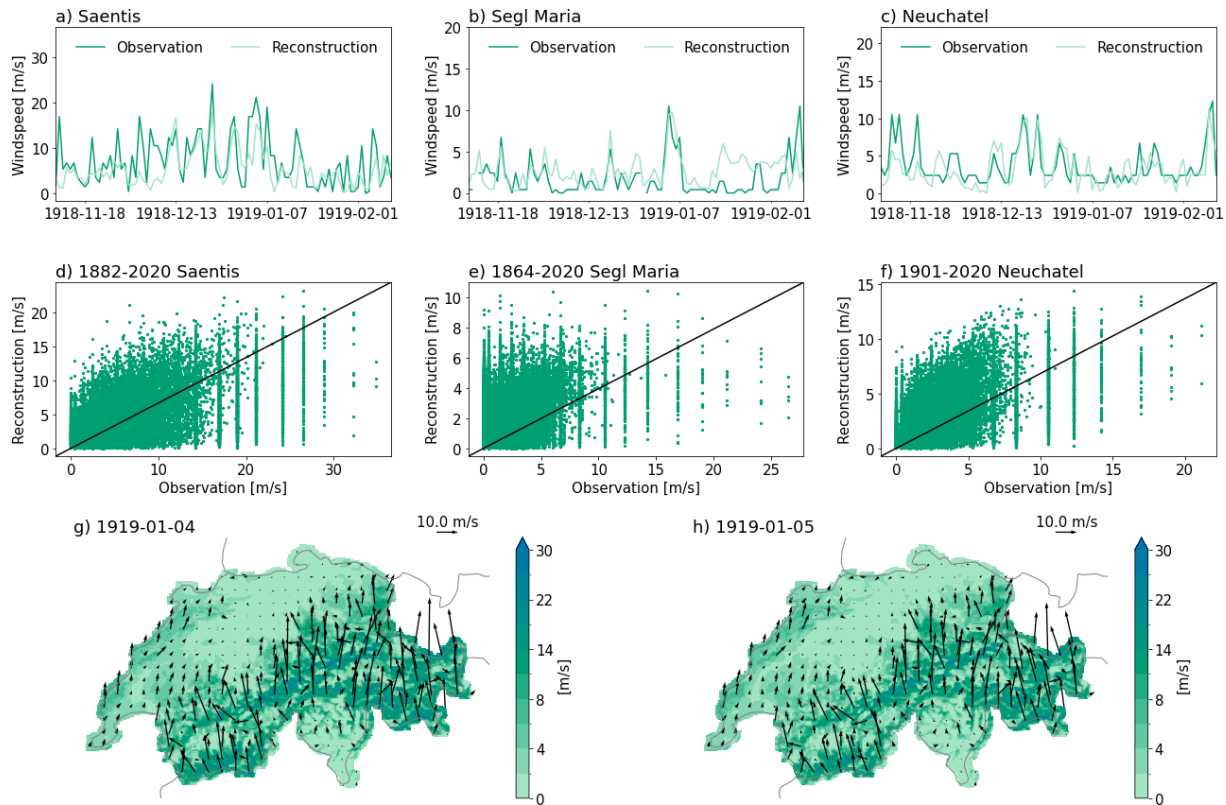 a) Saentis
b) Segl Maria
c) Neuchatel
Observation Reconstruction
Observation Reconstruction
Observation Reconstruction
Windspeed [m/s]
30
20
10
0
1918-11-18 1918-12-13 1919-01-07 1919-02-01
Windspeed [m/s]
20
15
10
5
0
1918-11-18 1918-12-13 1919-01-07 1919-02-01
Windspeed [m/s]
20
15
10
5
0
1918-11-18 1918-12-13 1919-01-07 1919-02-01
d) 1882-2020 Saentis
Reconstruction [m/s]
20
15
10
5
0
0 10 20 30
Observation [m/s]
e) 1864-2020 Segl Maria
Reconstruction [m/s]
10
8
6
4
2
0
0 5 10 15 20 25
Observation [m/s]
f) 1901-2020 Neuchatel
Reconstruction [m/s]
15
10
5
0
0 5 10 15 20
Observation [m/s]
g) 1919-01-04
10.0 m/s
30
22
14
8
4
0
[m/s]
h) 1919-01-05
10.0 m/s
30
22
14
8
4
0
[m/s]